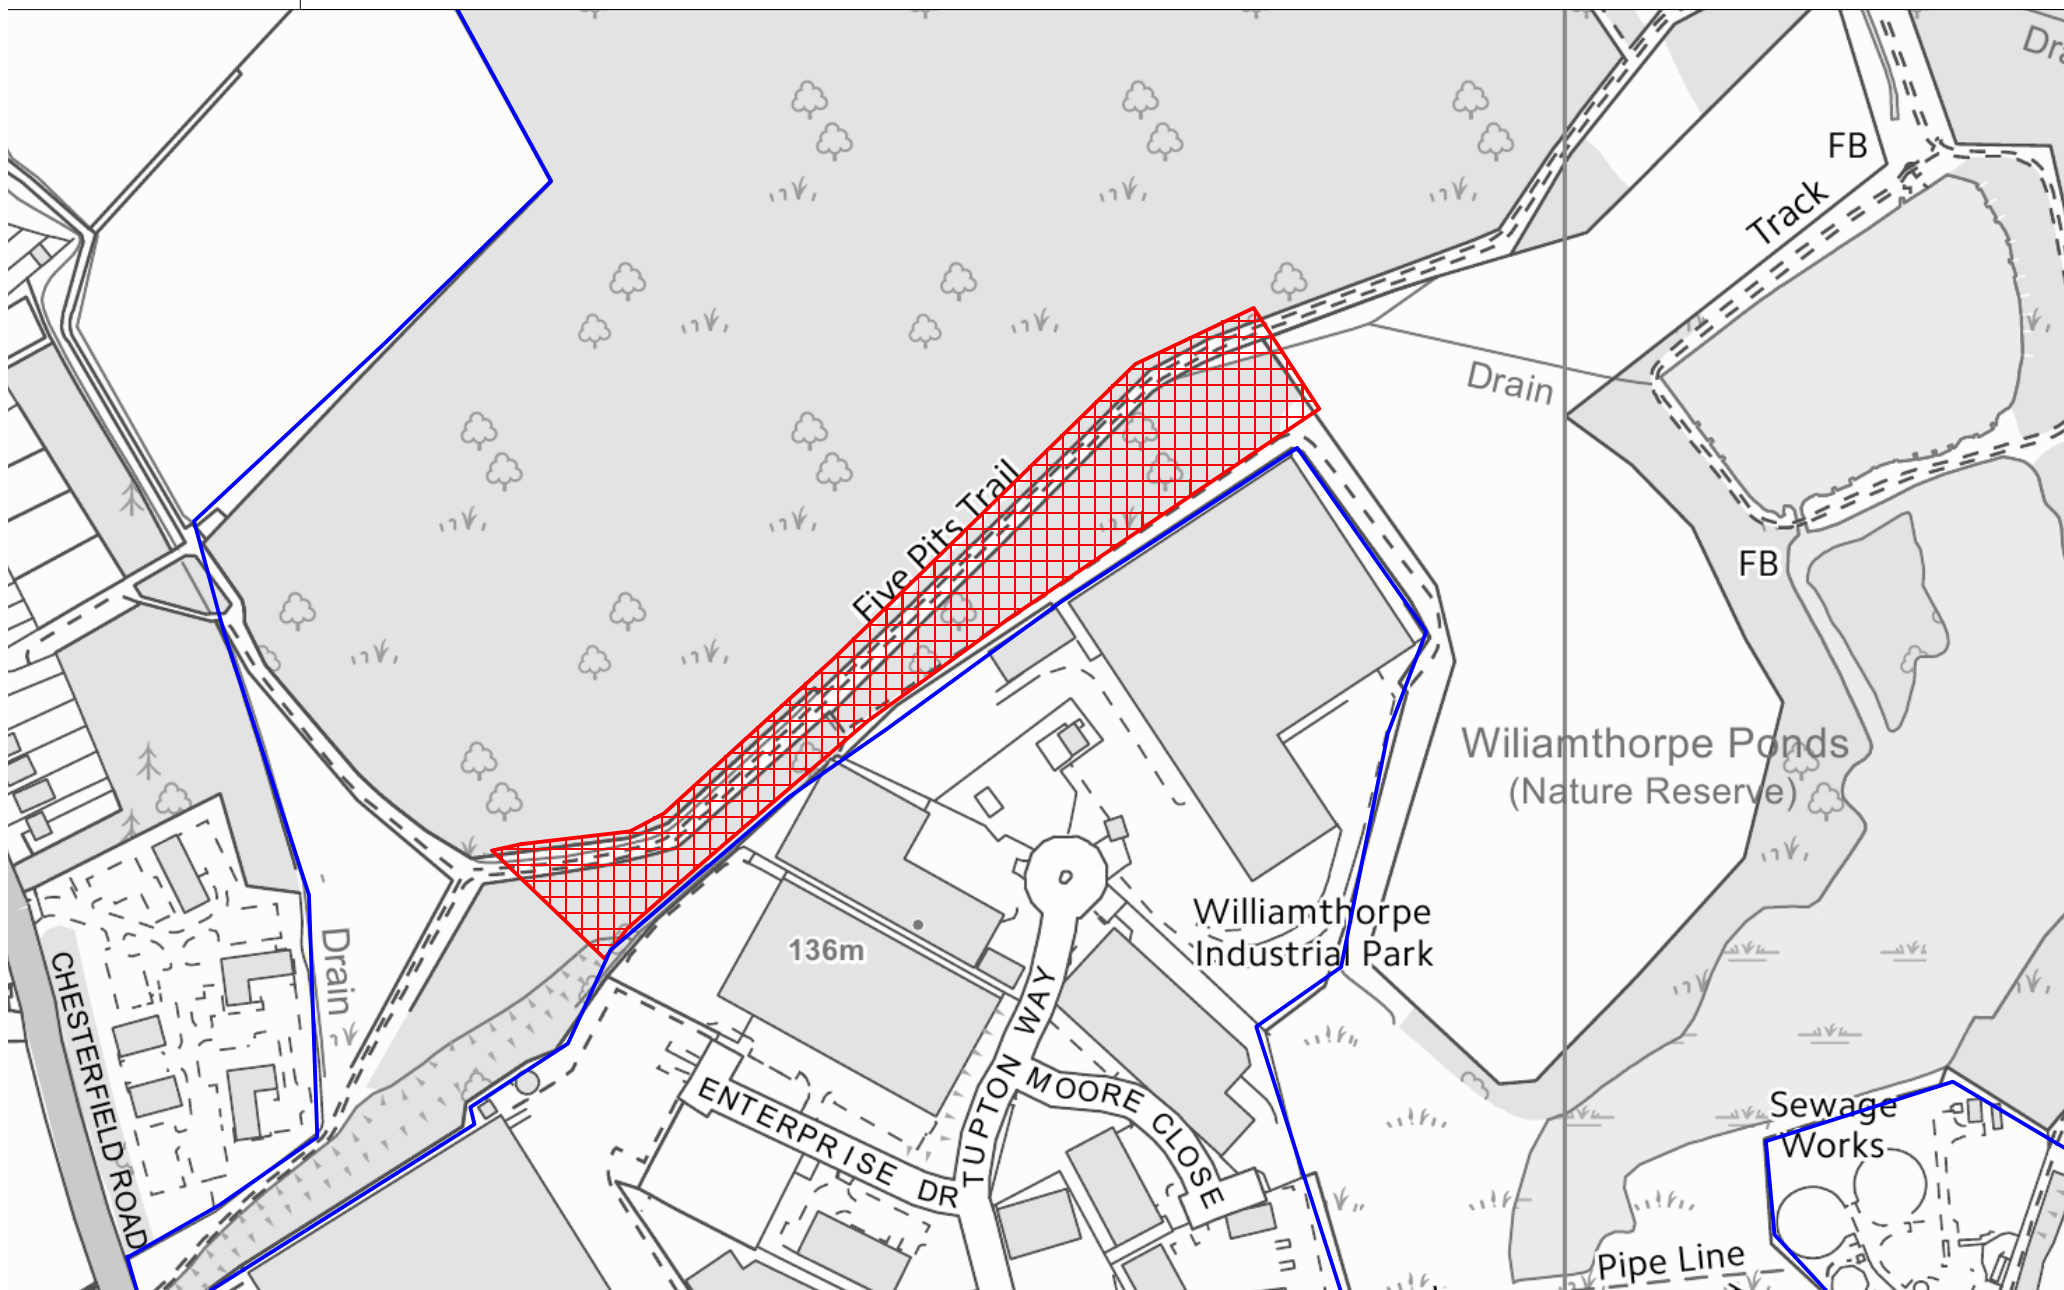 FB
Track
Drain
Five Pits Trail
FB
Wiliamthorpe Ponds
(Nature Reserve)
Williamthorpe
Industrial Park
136m
Drain
CHESTERFIELD ROAD
TUPTON WAY
MOORE CLOSE
ENTERPRISE DR
Sewage
Works
Pipe Line